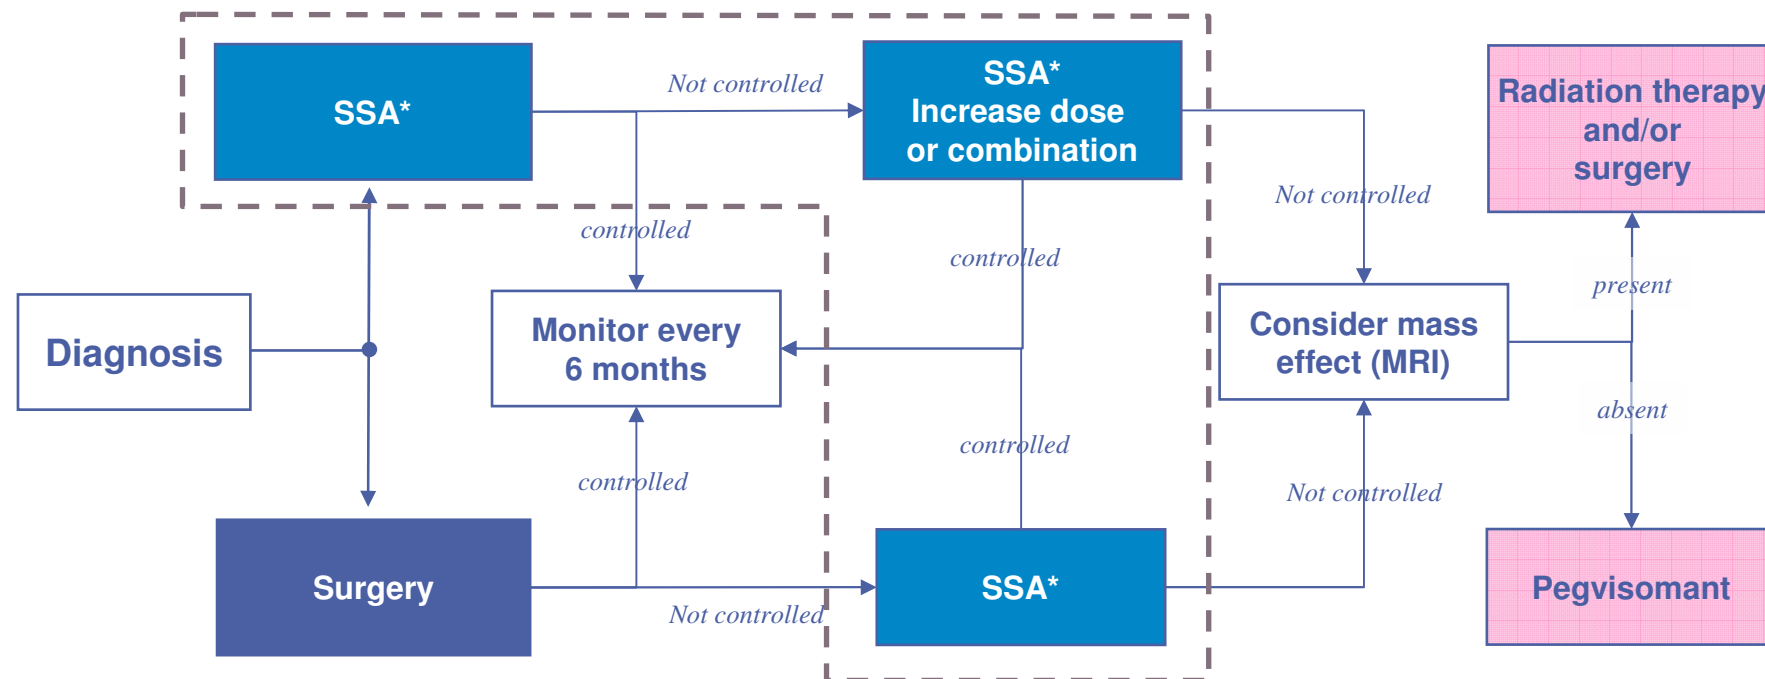 SSA*
Not controlled
SSA*
Increase dose
or combination
Radiation therapy
and/or
surgery
Not controlled
controlled
controlled
present
Diagnosis
Monitor every
6 months
Consider mass
effect (MRI)
absent
controlled
controlled
Not controlled
Surgery
Not controlled
SSA*
Pegvisomant